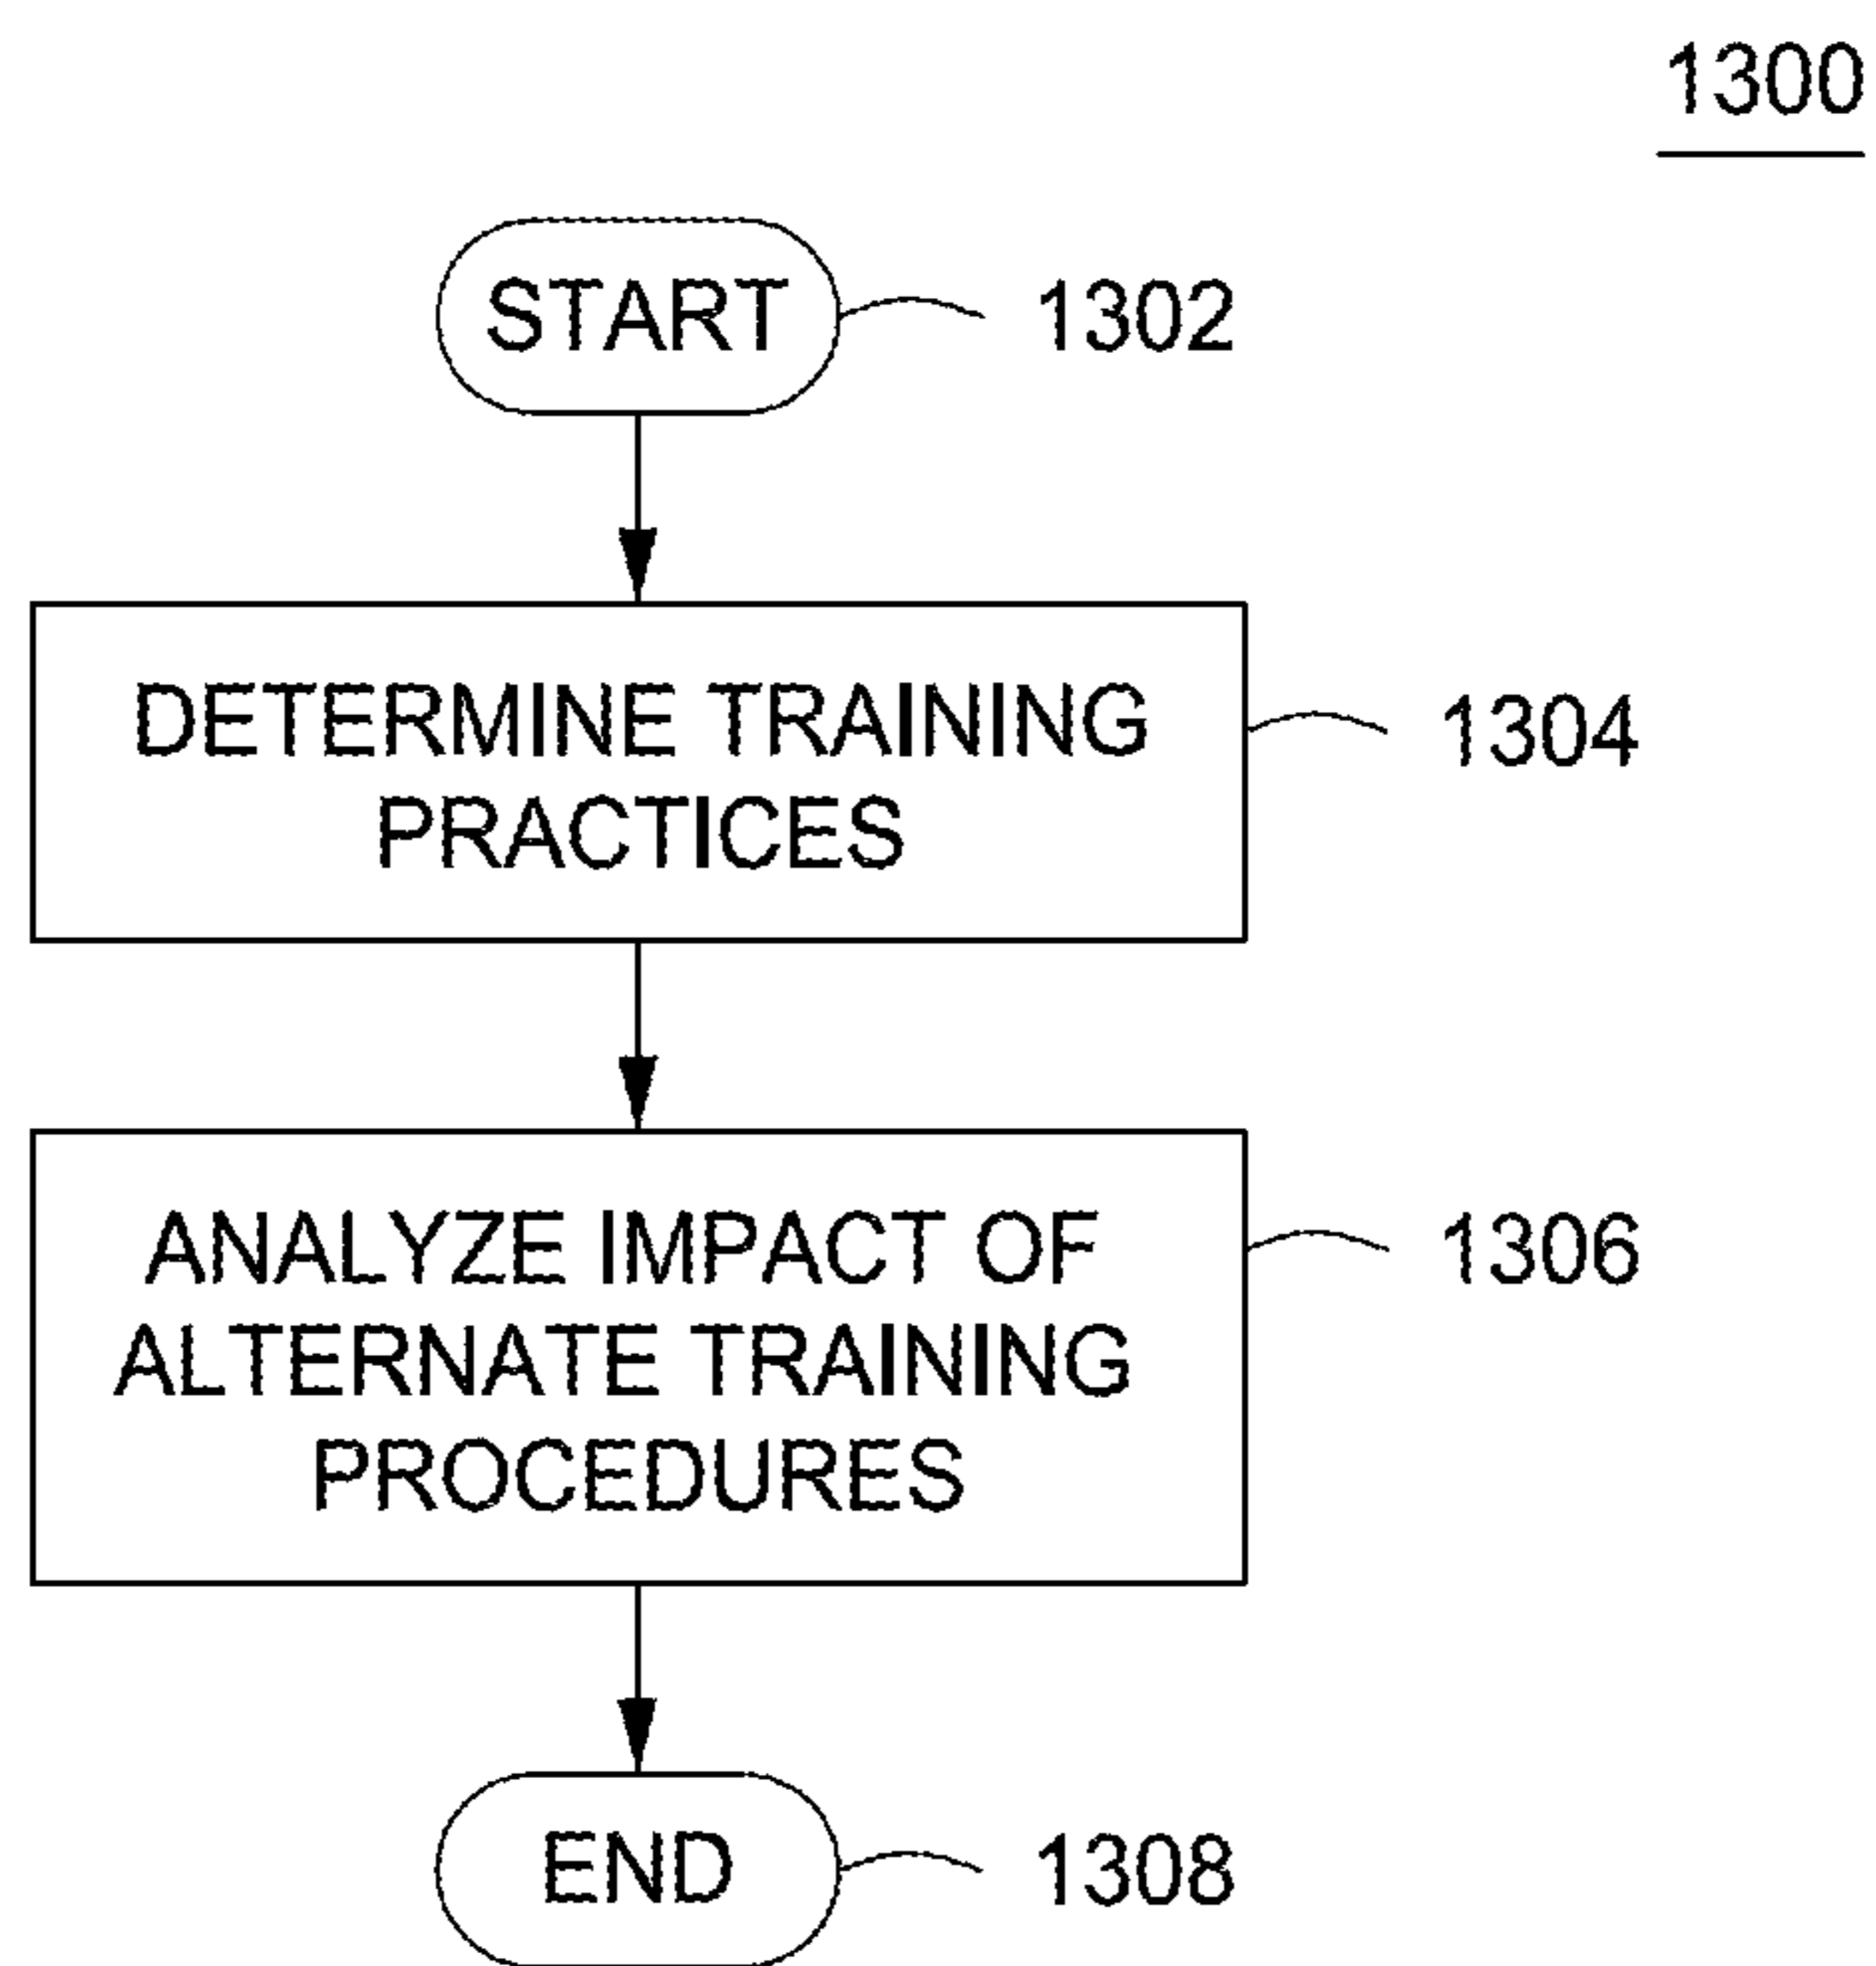 1300
START 1302
DETERMINE TRAINING 1304
PRACTICES
ANALYZE IMPACT OF 1306
ALTERNATE TRAINING
PROCEDURES
END 1308